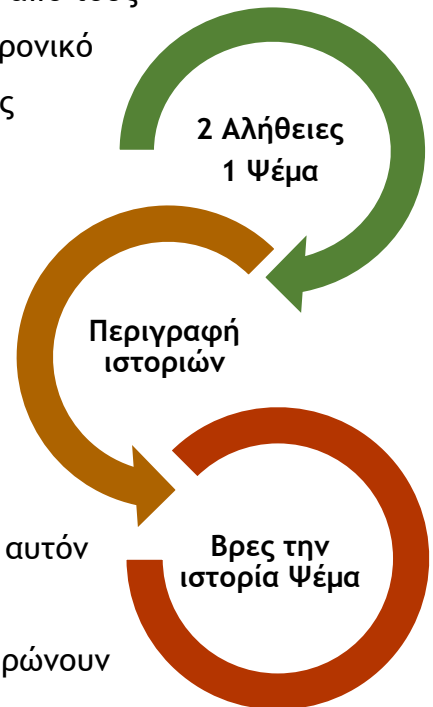 ρονικό
ς
2 Αλήθειες
1 Ψέμα
Περιγραφή
ιστοριών
αυτόν
Βρες την
ιστορία Ψέμα
ρώνουν